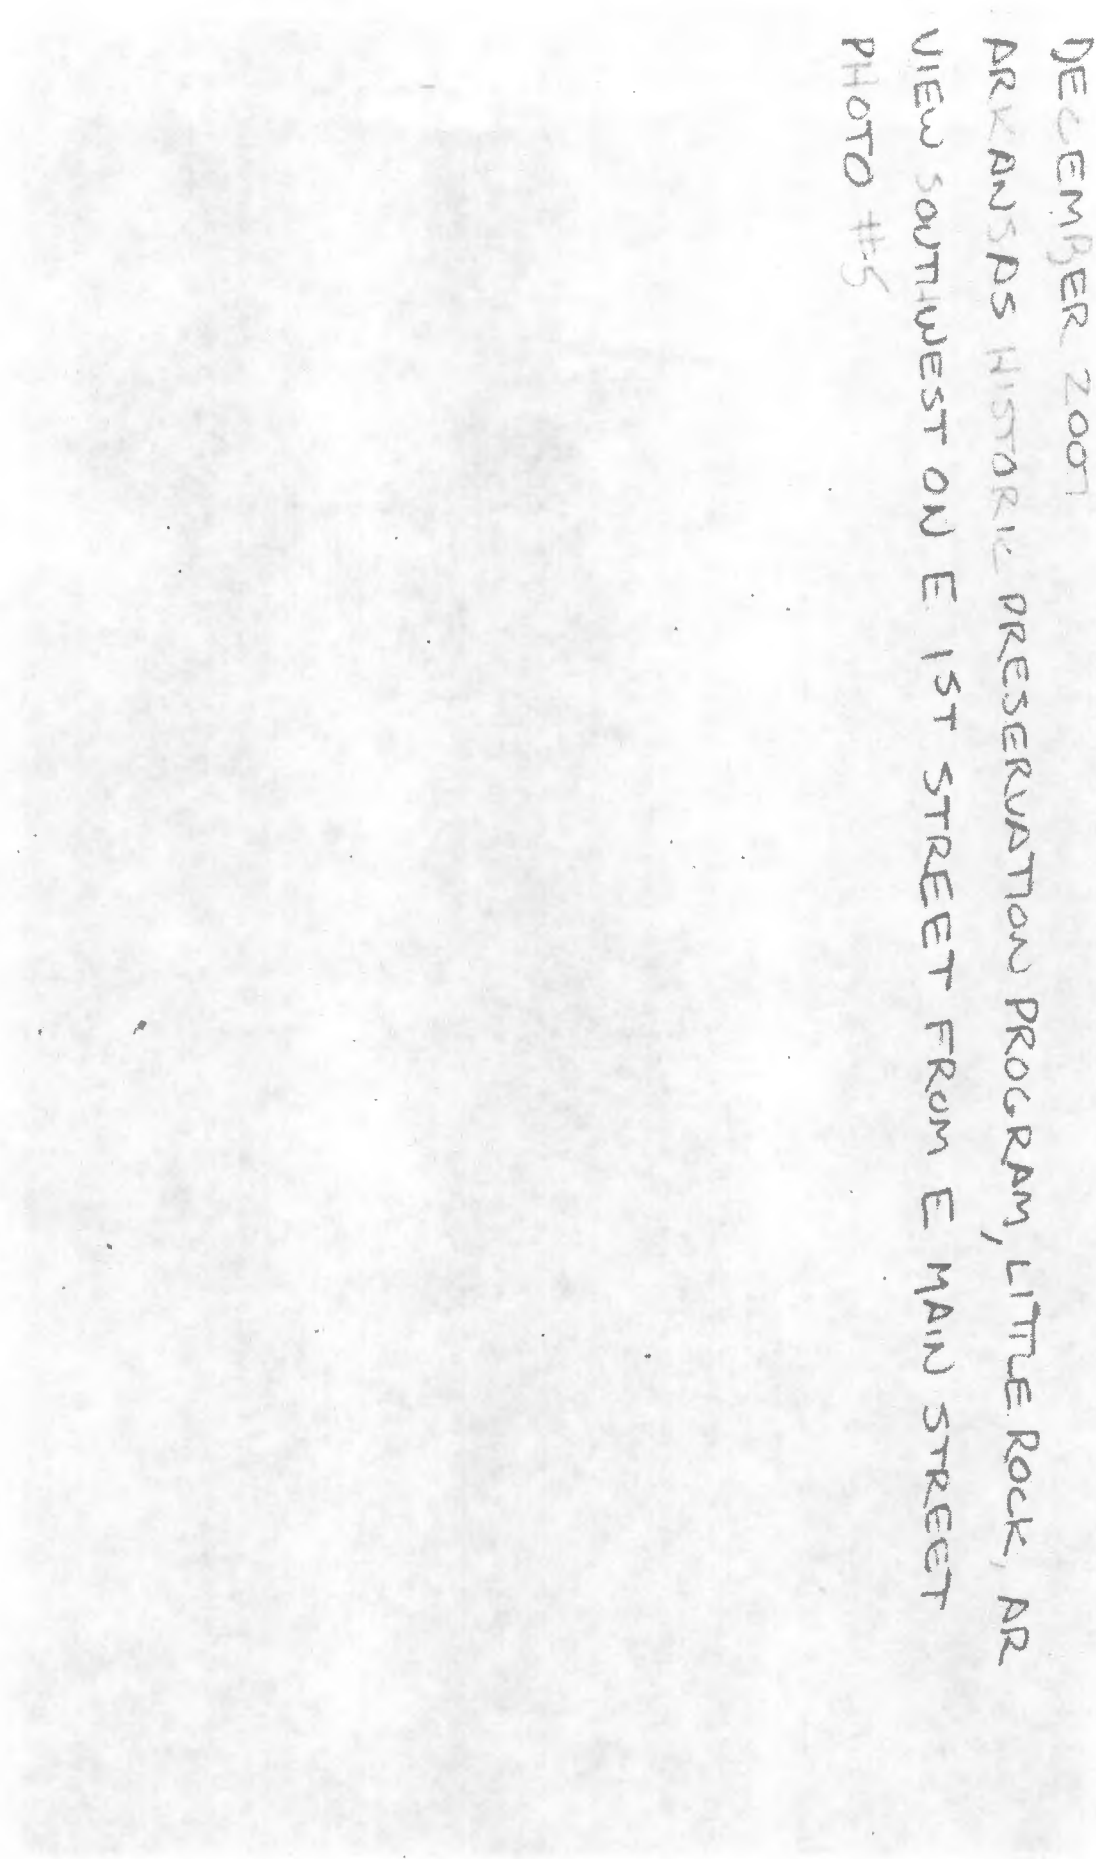 DECEMBER 2007
ARKANSAS HISTORIC PRESERVATION PROGRAM, LITTLE ROCK, AR
VIEW SOUTHWEST ON E 1ST STREET FROM E MAIN STREET
PHOTO #5